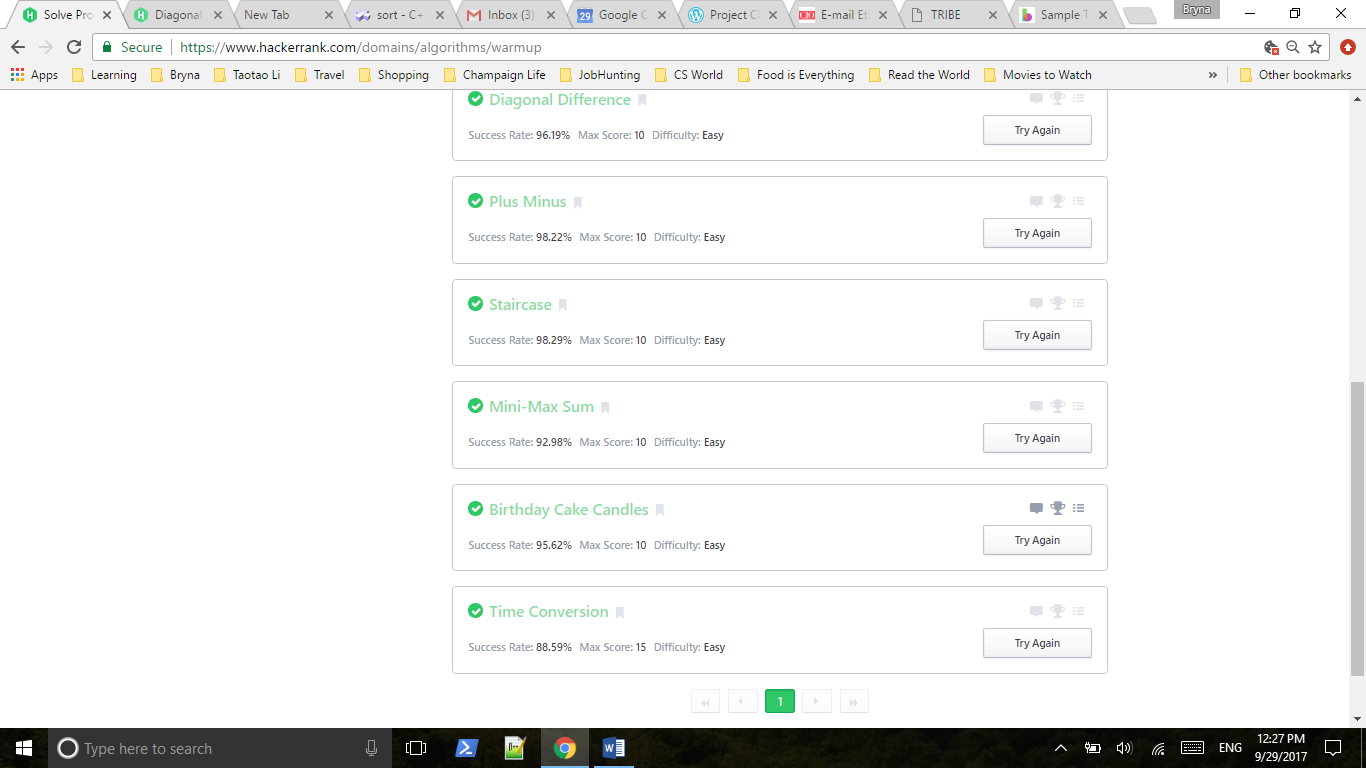 Solve Pro
Diagonal
New Tab
sort - C+
Inbox (3)
Google C
Project C
E-mail Et
TRIBE
Sample T
Bryna
Secure
https://www.hackerrank.com/domains/algorithms/warmup
Apps Learning Bryna Taotao Li Travel Shopping Champaign Life JobHunting CS World Food is Everything Read the World Movies to Watch » Other bookmarks
Diagonal Difference
Success Rate: 96.19% Max Score: 10 Difficulty: Easy
Try Again
Plus Minus
Success Rate: 98.22% Max Score: 10 Difficulty: Easy
Try Again
Staircase
Success Rate: 98.29% Max Score: 10 Difficulty: Easy
Try Again
Mini-Max Sum
Success Rate: 92.98% Max Score: 10 Difficulty: Easy
Try Again
Birthday Cake Candles
Success Rate: 95.62% Max Score: 10 Difficulty: Easy
Try Again
Time Conversion
Success Rate: 88.59% Max Score: 15 Difficulty: Easy
Try Again
1
Type here to search
ENG
12:27 PM
9/29/2017